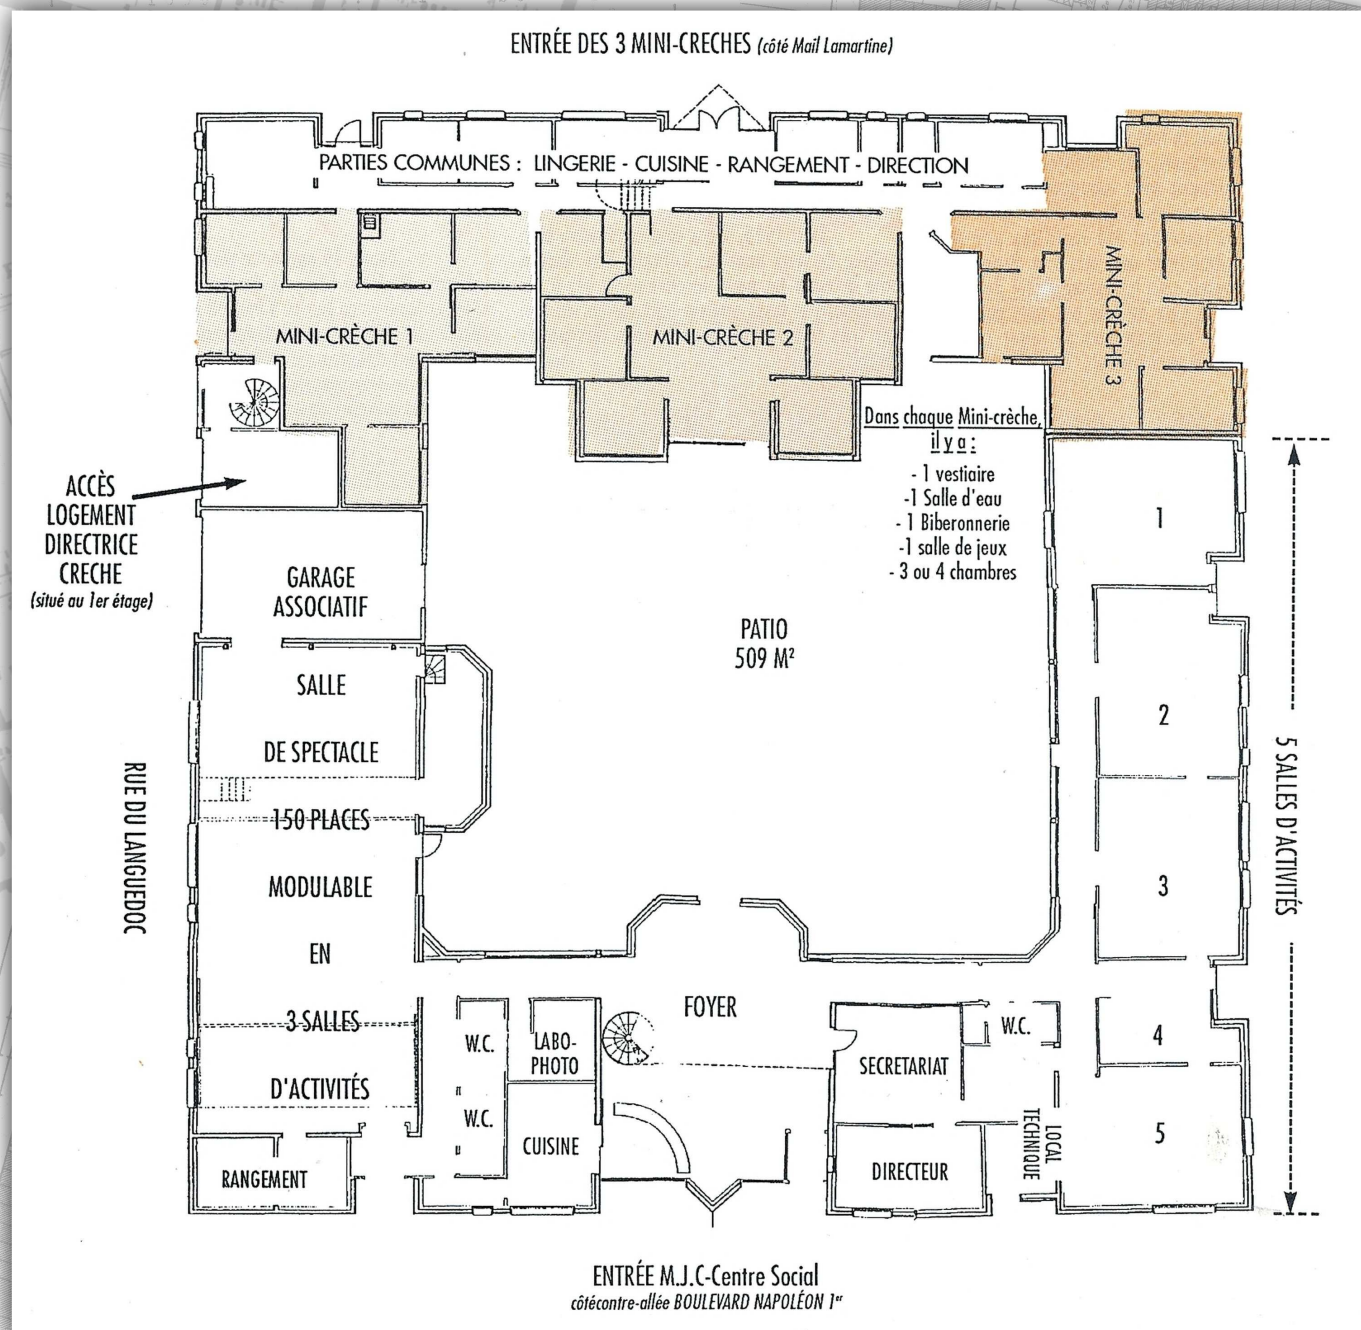 ENTRÉE DES 3 MINI-CRECHES (côté Mail Lamartine)
PARTIES COMMUNES : LINGERIE - CUISINE - RANGEMENT - DIRECTION
MINI-CRÈCHE 1
MINI-CRÈCHE 2
MINI-CRÈCHE 3
Dans chaque Mini-crèche,
il y a :
- 1 vestiaire
-1 Salle d'eau
- 1 Biberonnerie
-1 salle de jeux
- 3 ou 4 chambres
ACCÈS
LOGEMENT
DIRECTRICE
CRECHE
(situé au 1er étage)
GARAGE
ASSOCIATIF
PATIO
509 M²
SALLE
DE SPECTACLE
150 PLACES
MODULABLE
EN
3 SALLES
D'ACTIVITÉS
RUE DU LANGUEDOC
1
2
3
4
5
5 SALLES D'ACTIVITÉS
FOYER
W.C.
W.C.
LABO-
PHOTO
CUISINE
RANGEMENT
SECRETARIAT
W.C.
DIRECTEUR
LOCAL
TECHNIQUE
ENTRÉE M.J.C-Centre Social
côtécontre-allée BOULEVARD NAPOLÉON 1er